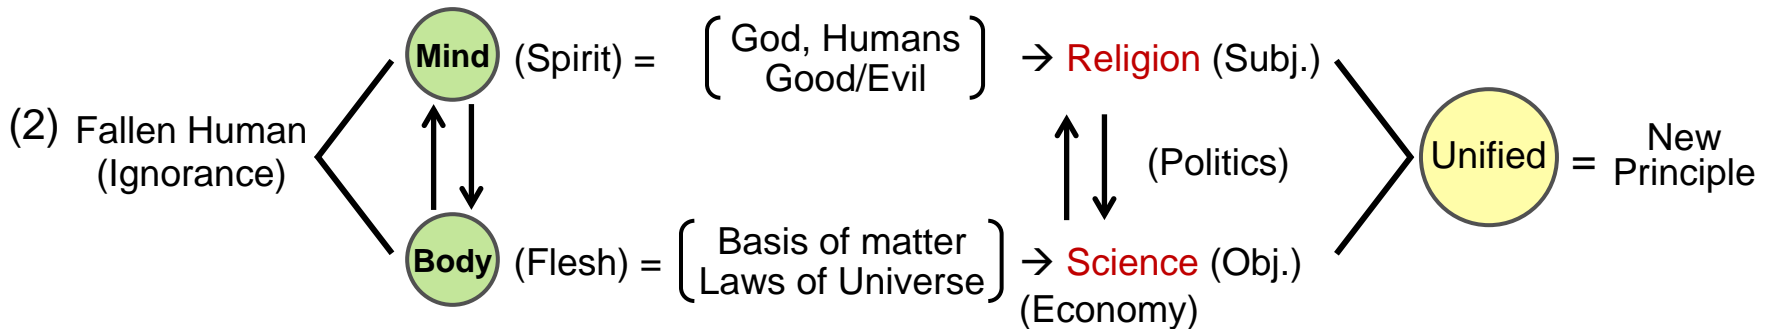 (2) Fallen Human
(Ignorance)
Mind (Spirit) = God, Humans
Good/Evil
→ Religion (Subj.)
(Politics)
Body (Flesh) = Basis of matter
Laws of Universe
→ Science (Obj.)
(Economy)
Unified = New
Principle